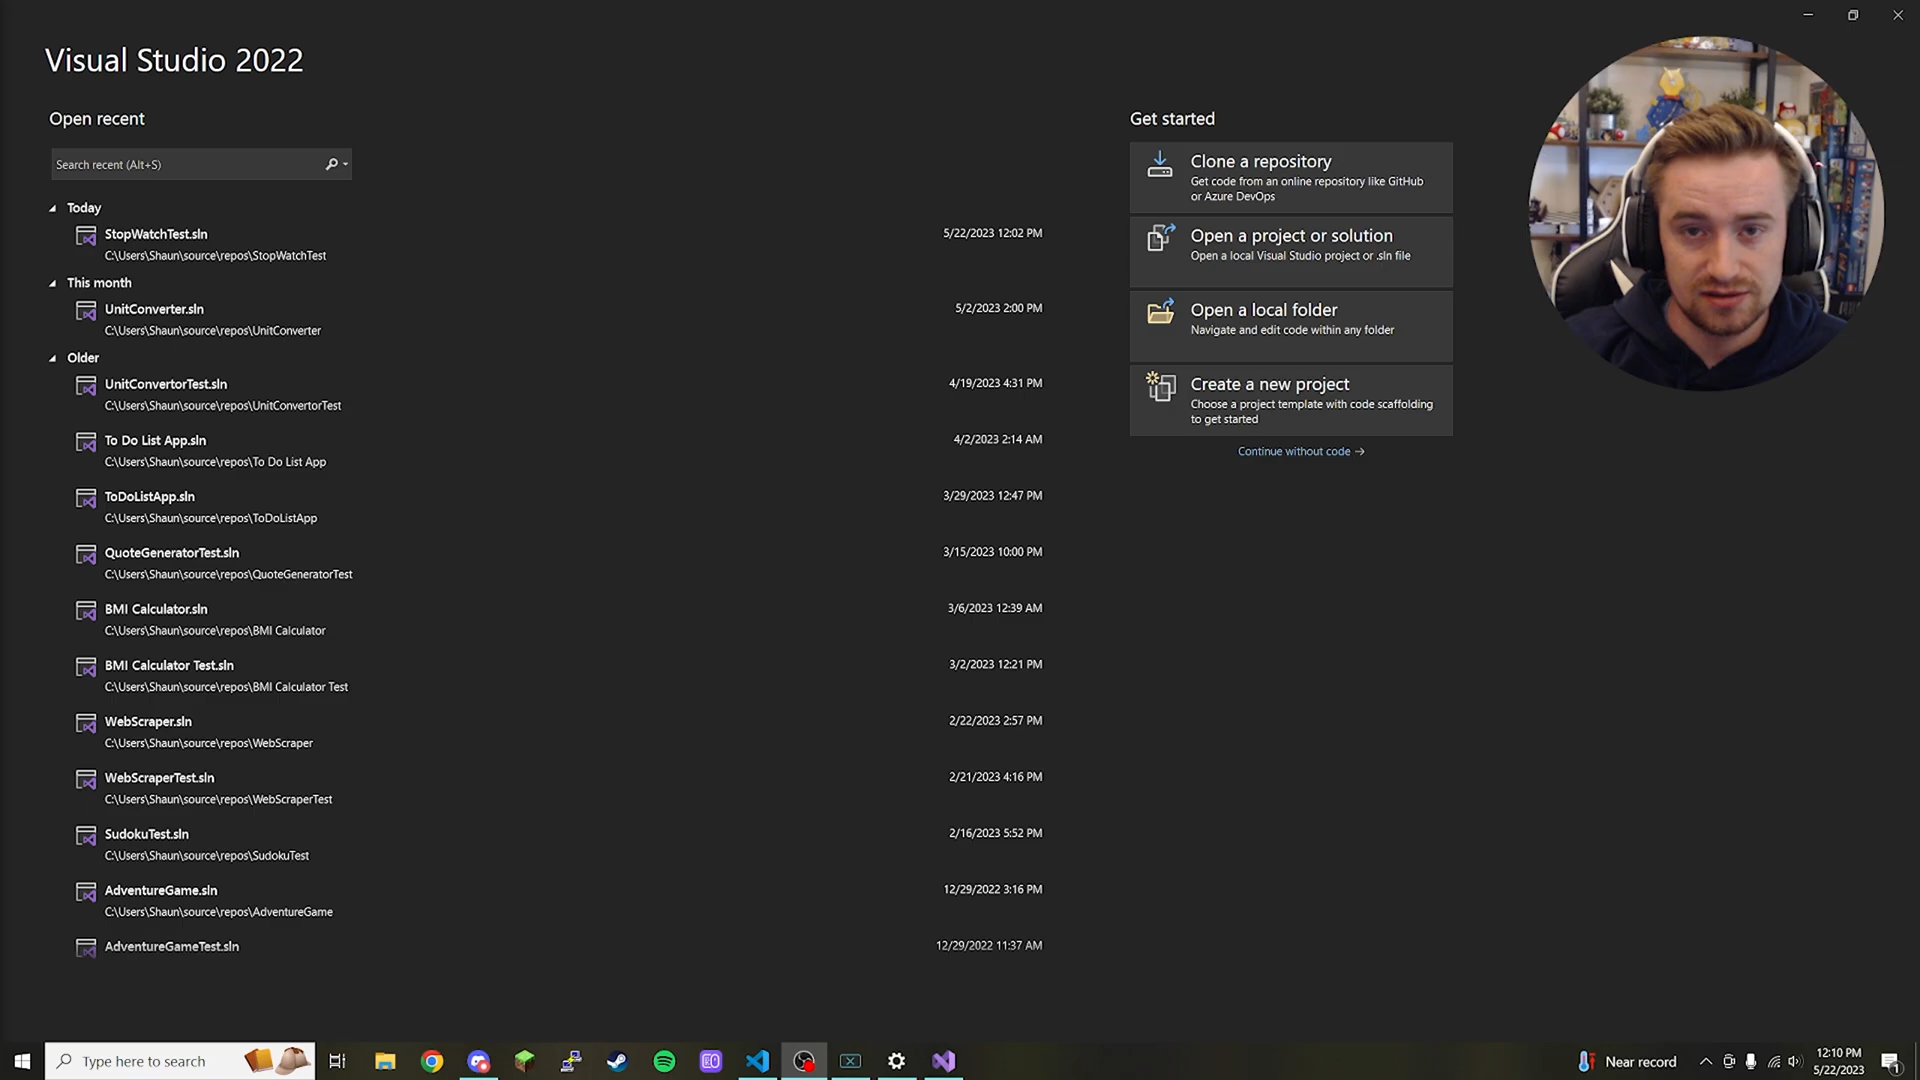 Visual Studio 2022
Open recent
Search recent (Alt+S)
Today
StopWatchTest.sln
5/22/2023 12:02 PM
C:\Users\Shaun\source\repos\StopWatchTest
This month
UnitConverter.sln
5/2/2023 2:00 PM
C:\Users\Shaun\source\repos\UnitConverter
Older
UnitConvertorTest.sln
4/19/2023 4:31 PM
C:\Users\Shaun\source\repos\UnitConvertorTest
To Do List App.sln
4/2/2023 2:14 AM
C:\Users\Shaun\source\repos\To Do List App
ToDoListApp.sln
3/29/2023 12:47 PM
C:\Users\Shaun\source\repos\ToDoListApp
QuoteGeneratorTest.sln
3/15/2023 10:00 PM
C:\Users\Shaun\source\repos\QuoteGeneratorTest
BMI Calculator.sln
3/6/2023 12:39 AM
C:\Users\Shaun\source\repos\BMI Calculator
BMI Calculator Test.sln
3/2/2023 12:21 PM
C:\Users\Shaun\source\repos\BMI Calculator Test
WebScraper.sln
2/22/2023 2:57 PM
C:\Users\Shaun\source\repos\WebScraper
WebScraperTest.sln
2/21/2023 4:16 PM
C:\Users\Shaun\source\repos\WebScraperTest
SudokuTest.sln
2/16/2023 5:52 PM
C:\Users\Shaun\source\repos\SudokuTest
AdventureGame.sln
12/29/2022 3:16 PM
C:\Users\Shaun\source\repos\AdventureGame
AdventureGameTest.sln
12/29/2022 11:37 AM
Get started
Clone a repository
Get code from an online repository like GitHub
or Azure DevOps
Open a project or solution
Open a local Visual Studio project or .sln file
Open a local folder
Navigate and edit code within any folder
Create a new project
Choose a project template with code scaffolding
to get started
Continue without code →
Type here to search
Near record
12:10 PM
5/22/2023
1